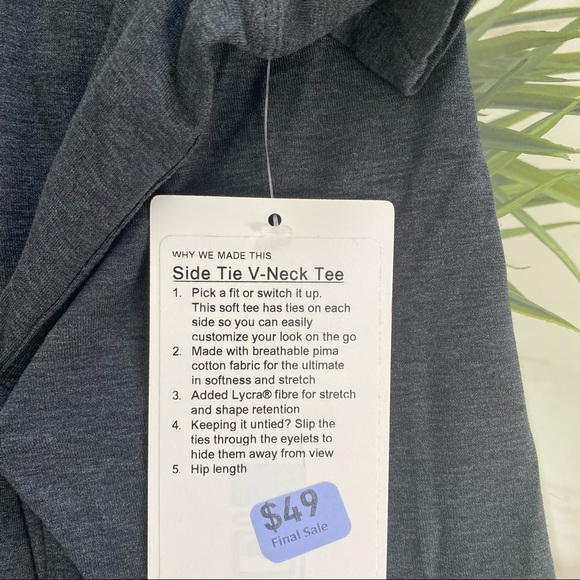 WHY WE MADE THIS
Side Tie V-Neck Tee
1. Pick a fit or switch it up.
This soft tee has ties on each
side so you can easily
customize your look on the go
2. Made with breathable pima
cotton fabric for the ultimate
in softness and stretch
3. Added Lycra® fibre for stretch
and shape retention
4. Keeping it untied? Slip the
ties through the eyelets to
hide them away from view
5. Hip length
$49
Final Sale